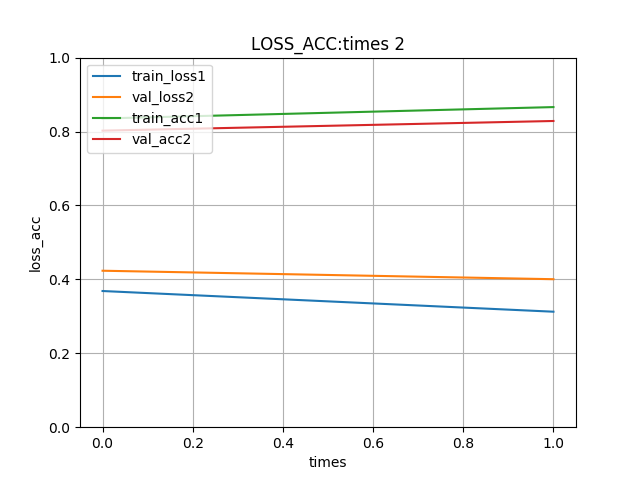 LOSS_ACC:times 2
1.0
0.8
0.6
0.4
0.2
0.0
loss_acc
train_loss1
val_loss2
train_acc1
val_acc2
0.0 0.2 0.4 0.6 0.8 1.0
times